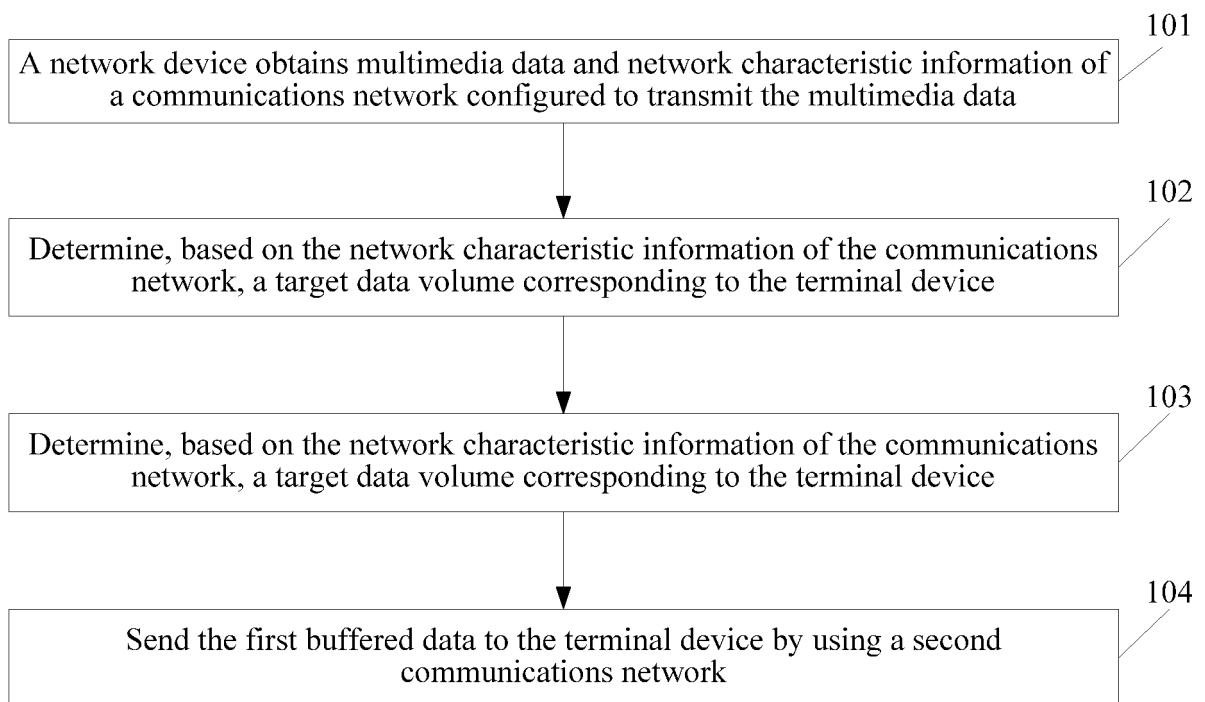 101
A network device obtains multimedia data and network characteristic information of
a communications network configured to transmit the multimedia data
102
Determine, based on the network characteristic information of the communications
network, a target data volume corresponding to the terminal device
103
Determine, based on the network characteristic information of the communications
network, a target data volume corresponding to the terminal device
104
Send the first buffered data to the terminal device by using a second
communications network